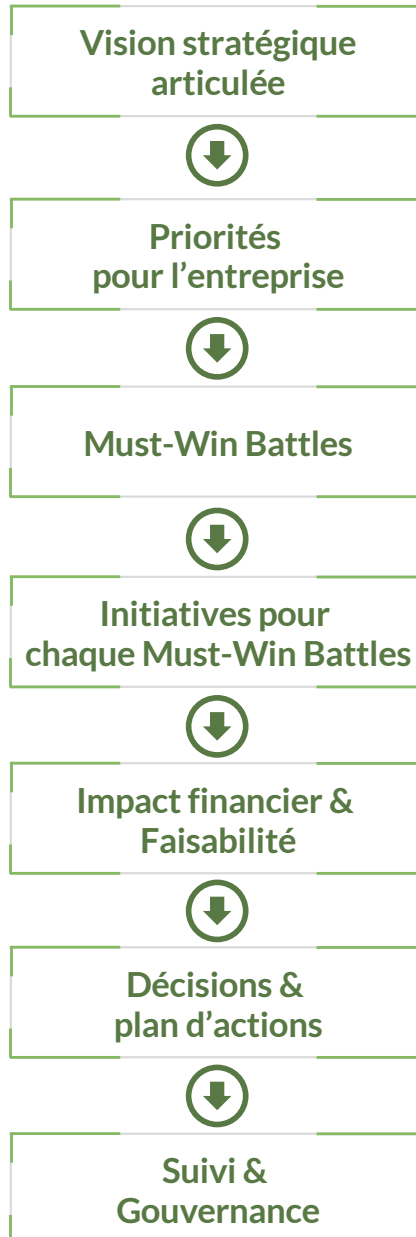 Vision stratégique
articulée
Priorités
pour l’entreprise
Must-Win Battles
Initiatives pour
chaque Must-Win Battles
Impact financier &
Faisabilité
Décisions &
plan d’actions
Suivi &
Gouvernance